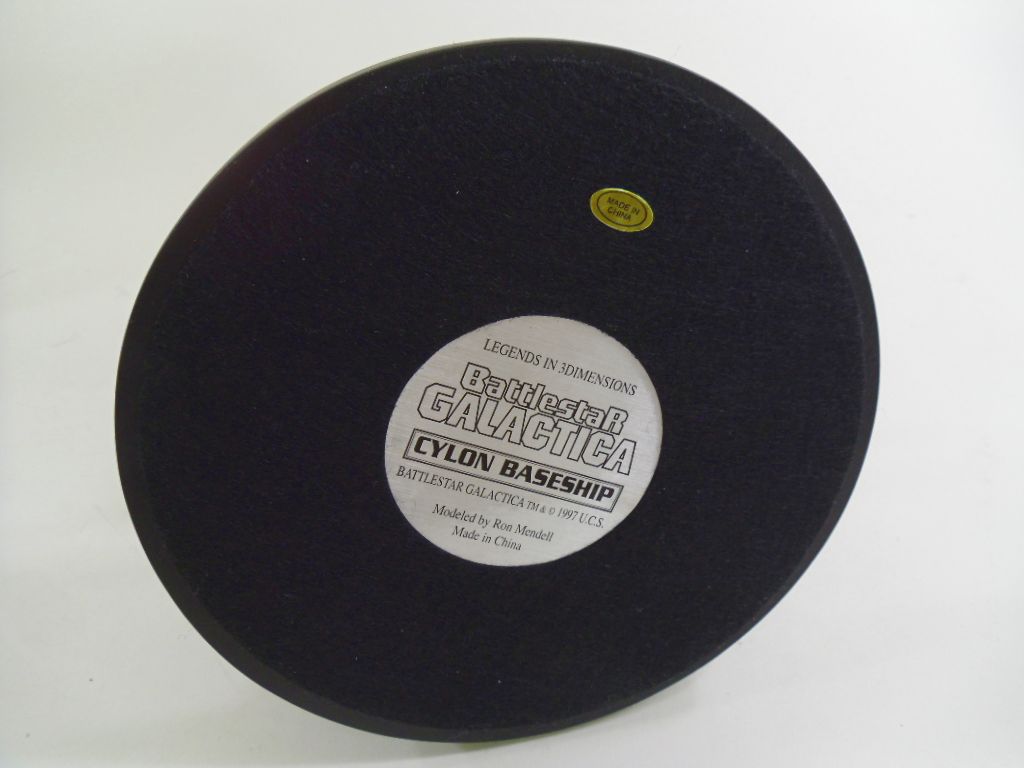 MADE IN
CHINA
LEGENDS IN 3DIMENSIONS
BattlestaR
GALACTICA
CYLON BASESHIP
BATTLESTAR GALACTICA TM & © 1997 U.C.S.
Modeled by Ron Mendell
Made in China